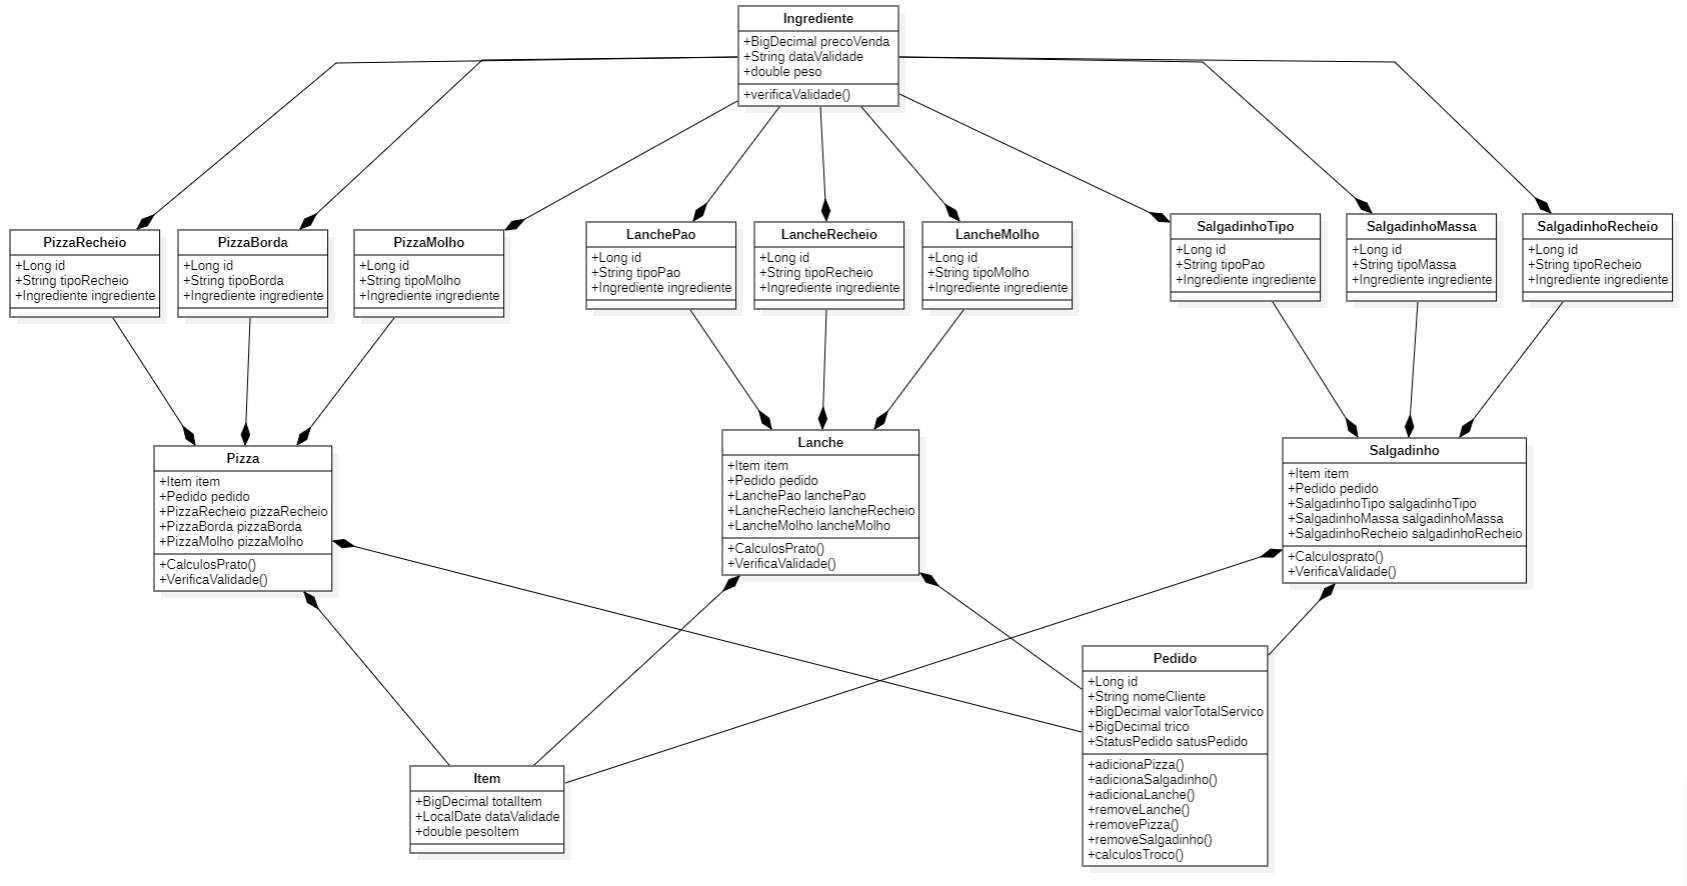 Ingrediente
+BigDecimal precoVenda
+String dataValidade
+double peso
+verificaValidade()
PizzaRecheio
+Long id
+String tipoRecheio
+Ingrediente ingrediente
PizzaBorda
+Long id
+String tipoBorda
+Ingrediente ingrediente
PizzaMolho
+Long id
+String tipoMolho
+Ingrediente ingrediente
LanchePao
+Long id
+String tipoPao
+Ingrediente ingrediente
LancheRecheio
+Long id
+String tipoRecheio
+Ingrediente ingrediente
LancheMolho
+Long id
+String tipoMolho
+Ingrediente ingrediente
SalgadinhoTipo
+Long id
+String tipoPao
+Ingrediente ingrediente
SalgadinhoMassa
+Long id
+String tipoMassa
+Ingrediente ingrediente
SalgadinhoRecheio
+Long id
+String tipoRecheio
+Ingrediente ingrediente
Pizza
+Item item
+Pedido pedido
+PizzaRecheio pizzaRecheio
+PizzaBorda pizzaBorda
+PizzaMolho pizzaMolho
+CalculosPrato()
+VerificaValidade()
Lanche
+Item item
+Pedido pedido
+LanchePao lanchePao
+LancheRecheio lancheRecheio
+LancheMolho lancheMolho
+CalculosPrato()
+VerificaValidade()
Salgadinho
+Item item
+Pedido pedido
+SalgadinhoTipo salgadinhoTipo
+SalgadinhoMassa salgadinhoMassa
+SalgadinhoRecheio salgadinhoRecheio
+Calculosprato()
+VerificaValidade()
Item
+BigDecimal totalItem
+LocalDate dataValidade
+double pesoItem
Pedido
+Long id
+String nomeCliente
+BigDecimal valorTotalServico
+BigDecimal trico
+StatusPedido satusPedido
+adicionaPizza()
+adicionaSalgadinho()
+adicionaLanche()
+removeLanche()
+removePizza()
+removeSalgadinho()
+calculosTroco()